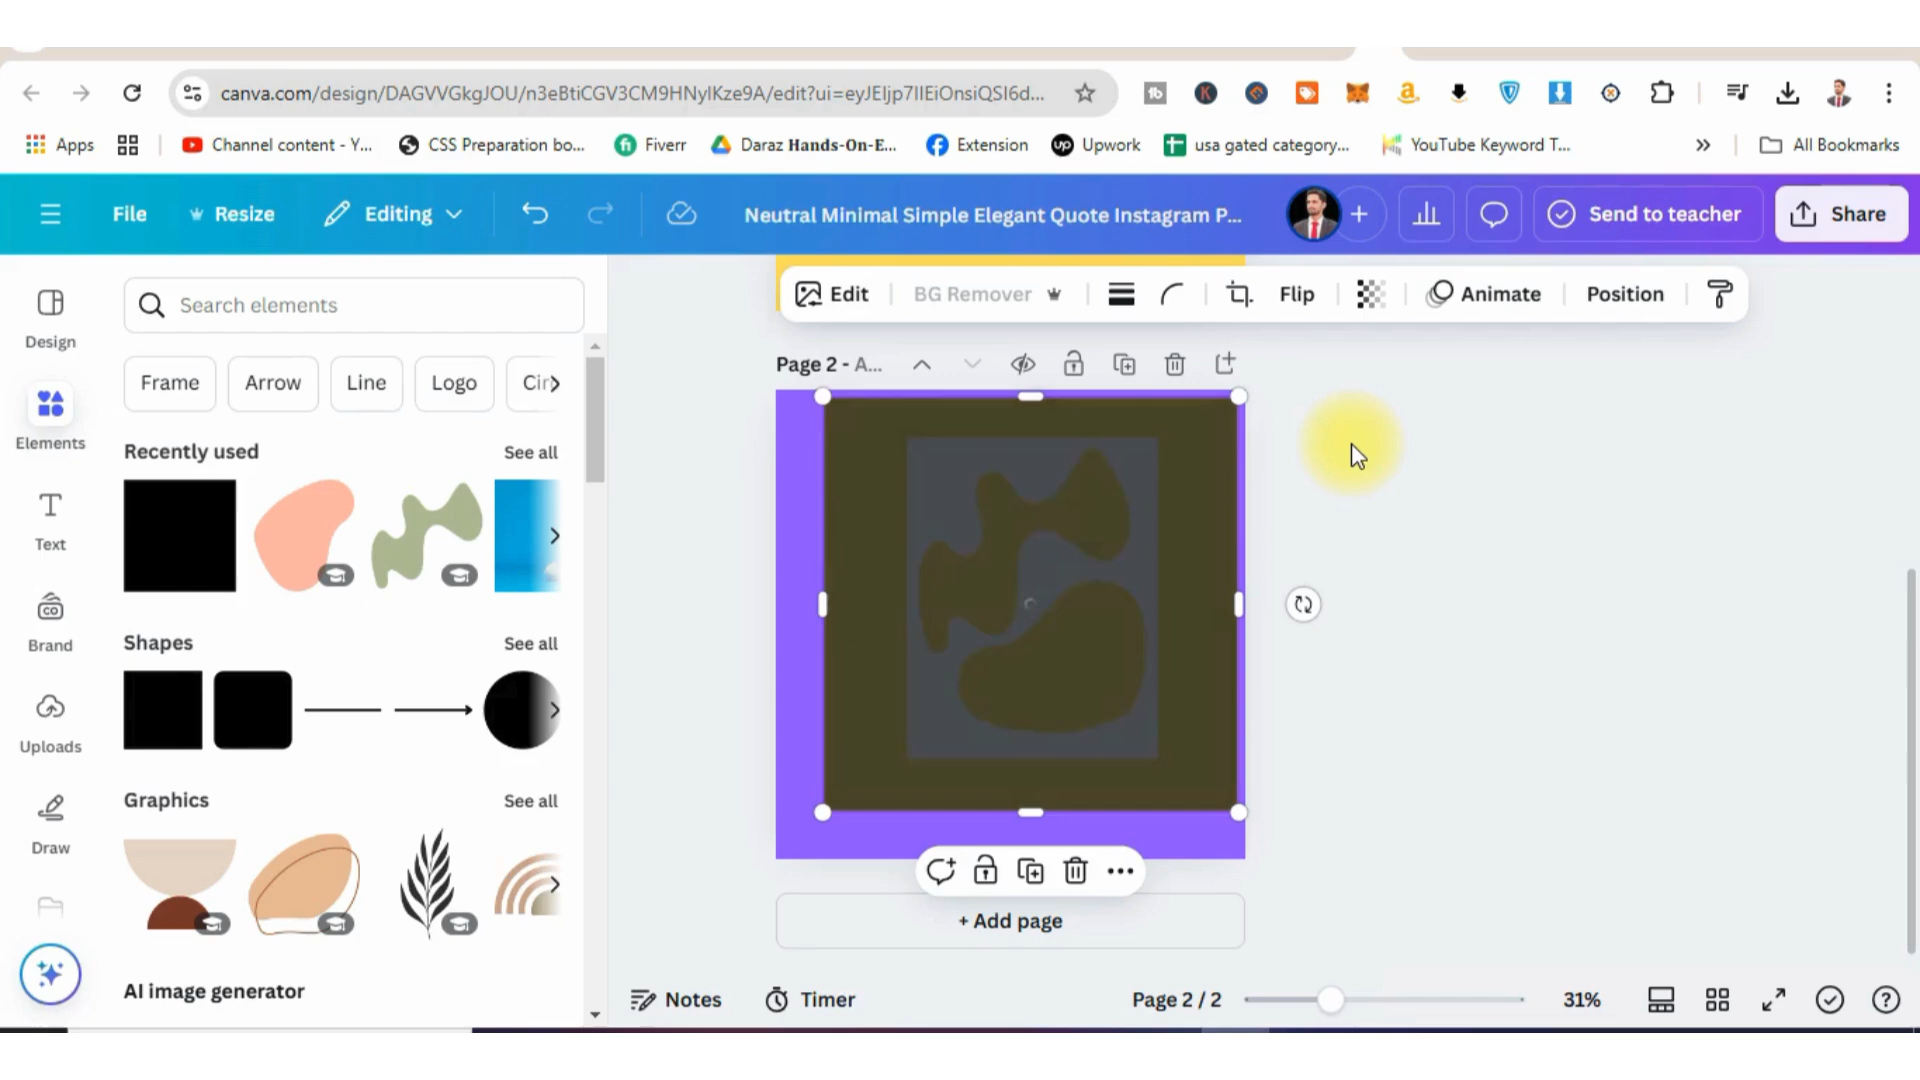 canva.com/design/DAGVVGkgJOU/n3eBtiCGV3CM9HNylKze9A/edit?ui=eyJEIjp7IlEiOnsiQSI6d...
Apps
Channel content - Y...
CSS Preparation bo...
Fiverr
Daraz Hands-On-E...
Extension
up Upwork
usa gated category...
YouTube Keyword T...
All Bookmarks
File
Resize
Editing
Neutral Minimal Simple Elegant Quote Instagram P...
Send to teacher
Share
Design
Elements
Text
Brand
Uploads
Draw
Search elements
Frame
Arrow
Line
Logo
Cir
Recently used
See all
Shapes
See all
Graphics
See all
AI image generator
Edit
BG Remover
Flip
Animate
Position
Page 2 - A...
+ Add page
Notes
Timer
Page 2 / 2
31%